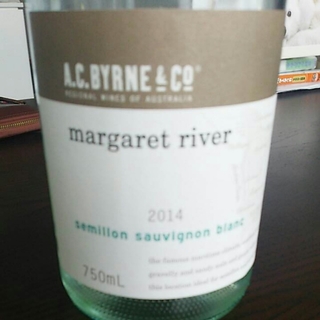 A.C. BYRNE & CO
REGIONAL WINES OF AUSTRALIA
margaret river
2014
semillon sauvignon blanc
750mL